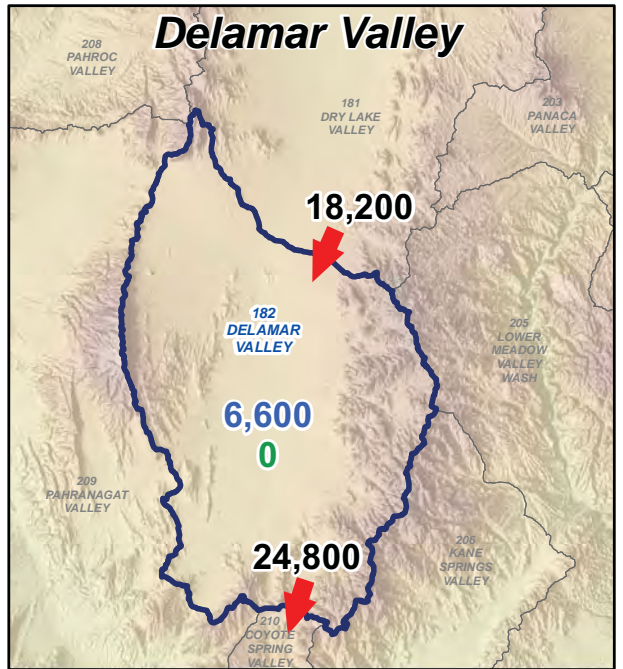 Delamar Valley
208
PAHROC
VALLEY
181
DRY LAKE
VALLEY
203
PANACA
VALLEY
18,200
182
DELAMAR
VALLEY
205
LOWER
MEADOW
VALLEY
WASH
6,600
0
209
PAHRANAGAT
VALLEY
24,800
206
KANE
SPRINGS
VALLEY
210
COYOTE
SPRING
VALLEY